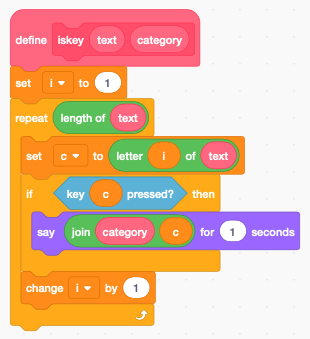 define iskey text category
set i to 1
repeat length of text
set c to letter i of text
if key c pressed? then
say join category c for 1 seconds
change i by 1